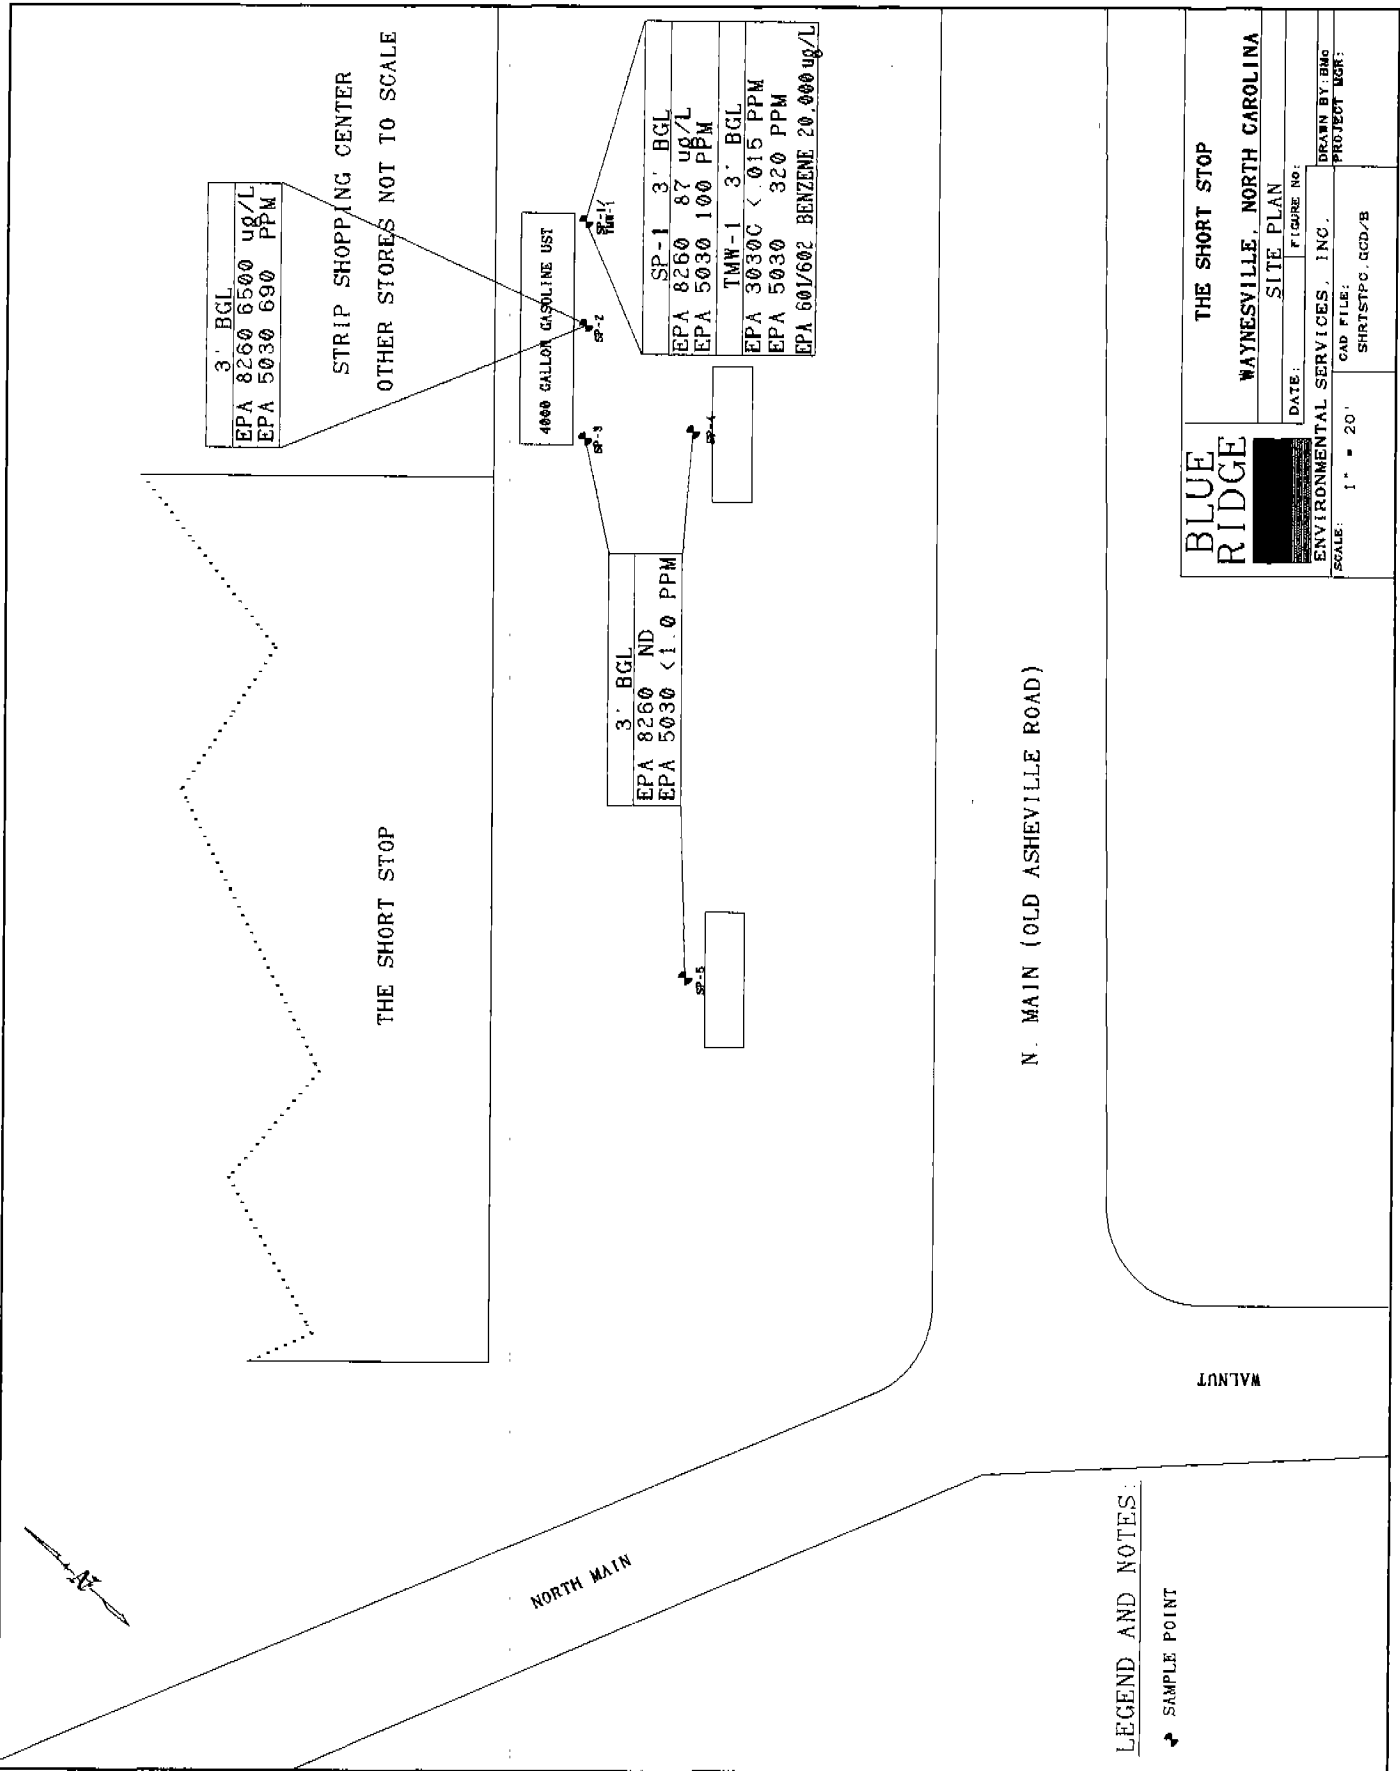 STRIP SHOPPING CENTER
OTHER STORES NOT TO SCALE
3' BGL
EPA 8260 6500 ug/L
EPA 5030 690 PPM
4000 GALLON GASOLINE UST
SP-1/
TMW-1
SP-2
SP-3
SP-4
SP-5
SP-1 3' BGL
EPA 8260 87 ug/L
EPA 5030 100 PPM
TMW-1 3' BGL
EPA 3030C <.015 PPM
EPA 5030 320 PPM
EPA 601/602 BENZENE 20,000 ug/L
3' BGL
EPA 8260 ND
EPA 5030 <1.0 PPM
THE SHORT STOP
N. MAIN (OLD ASHEVILLE ROAD)
NORTH MAIN
WALNUT
N
LEGEND AND NOTES:
SAMPLE POINT
BLUE
RIDGE
ENVIRONMENTAL SERVICES, INC.
THE SHORT STOP
WAYNESVILLE, NORTH CAROLINA
SITE PLAN
DATE:
FIGURE NO:
DRAWN BY: BMc
PROJECT MGR:
SCALE:
1" = 20'
CAD FILE:
SHRTSTPC.GCD/B